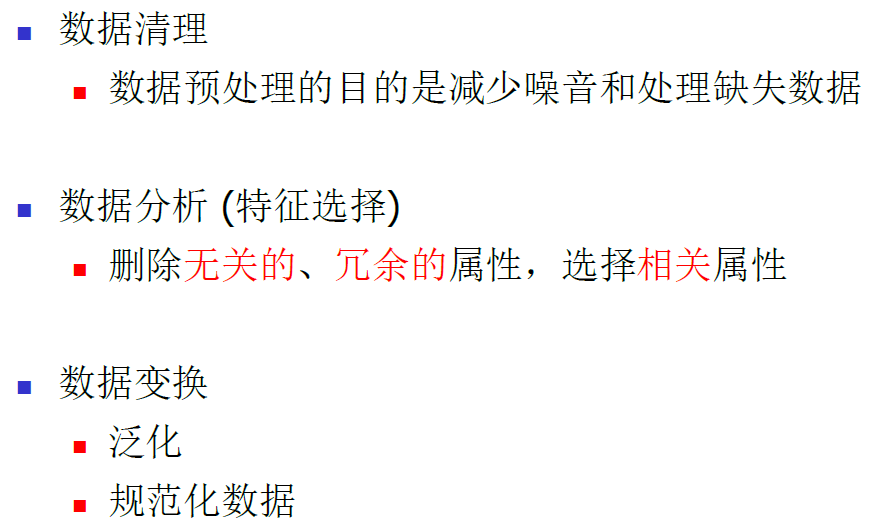 数据清理
数据预处理的目的是减少噪音和处理缺失数据
数据分析 (特征选择)
删除无关的、冗余的属性，选择相关属性
数据变换
泛化
规范化数据